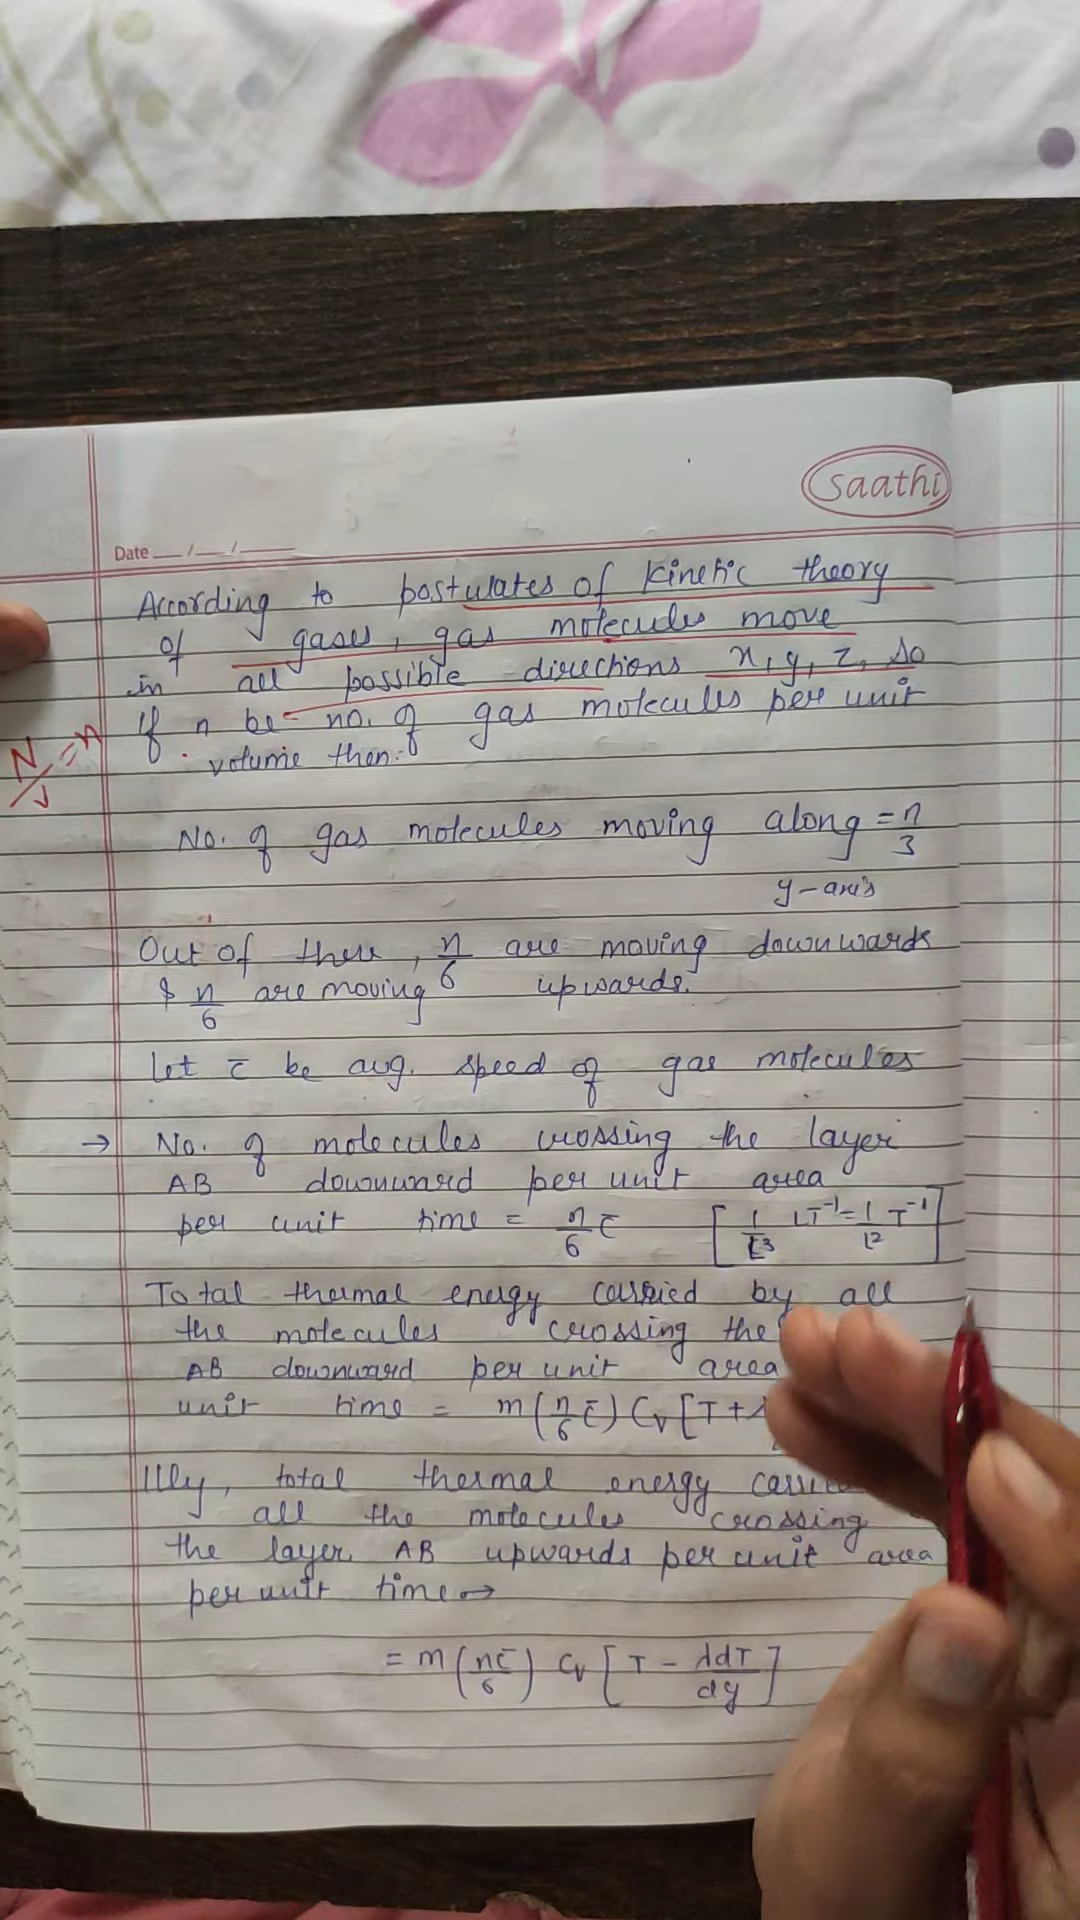 Saathi
Date __/__/____
According to postulates of kinetic theory
of gases, gas molecules move
in all possible directions x, y, z, so
If n be no. of gas molecules per unit
volume then:
N/V = n
No. of gas molecules moving along = n/3
y-axis
Out of these, n/6 are moving downwards
& n/6 are moving upwards.
Let c̄ be avg. speed of gas molecules
→ No. of molecules crossing the layer
AB downward per unit area
per unit time = n/6 c̄ [1/L³ LT⁻¹ = 1/L² T⁻¹]
Total thermal energy carried by all
the molecules crossing the
AB downward per unit area
unit time = m(n/6 c̄) Cv [T + λ
Illy, total thermal energy
all the molecules crossing
the layer AB upwards per unit area
per unit time →
= m(nc̄/6) Cv [T - λdT/dy]